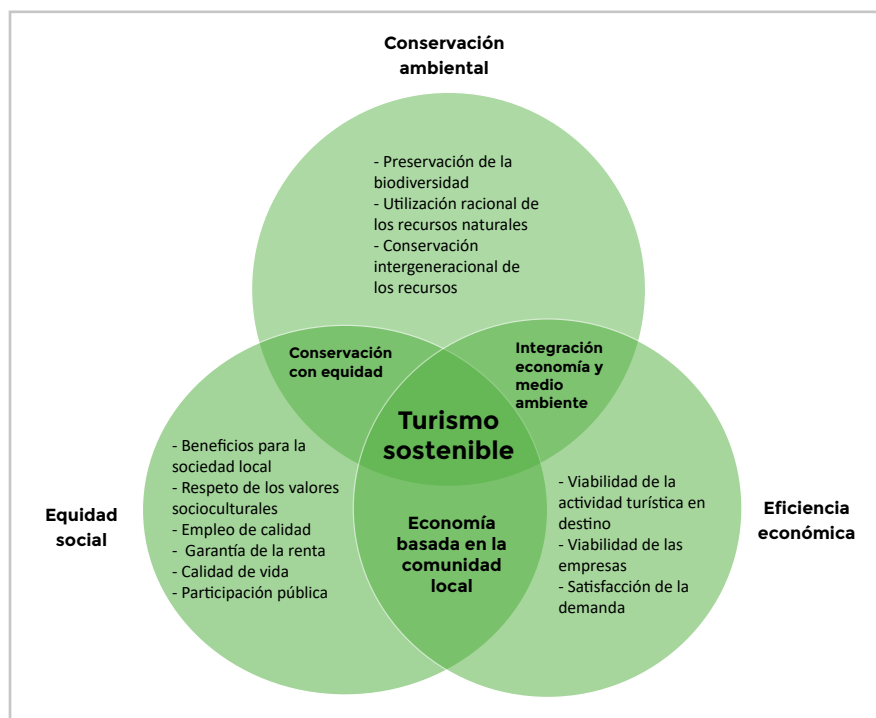 Conservación
ambiental
- Preservación de la
biodiversidad
- Utilización racional de
los recursos naturales
- Conservación
intergeneracional de
los recursos
Conservación
con equidad
Integración
economía y
medio
ambiente
Turismo
sostenible
Equidad
social
- Beneficios para la
sociedad local
- Respeto de los valores
socioculturales
- Empleo de calidad
- Garantía de la renta
- Calidad de vida
- Participación pública
Economía
basada en la
comunidad
local
- Viabilidad de la
actividad turística en
destino
- Viabilidad de las
empresas
- Satisfacción de la
demanda
Eficiencia
económica